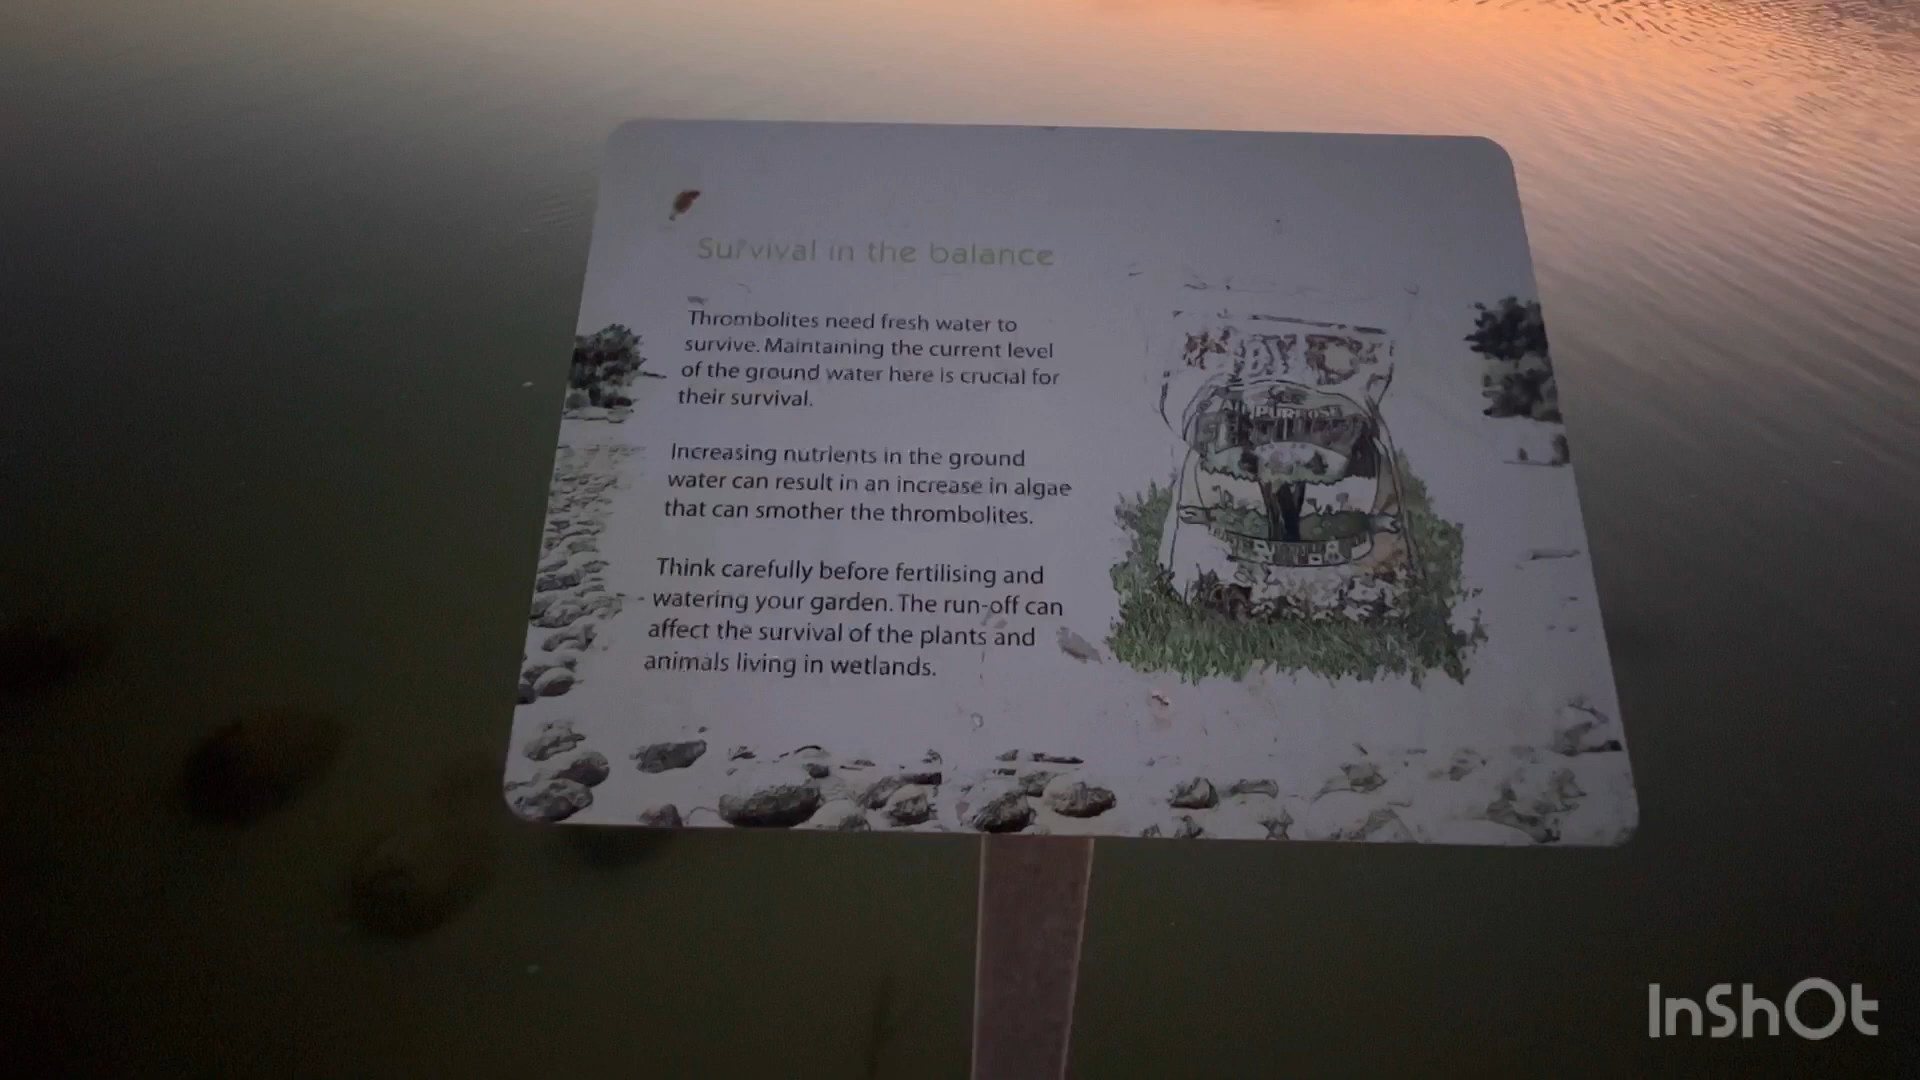 Survival in the balance
Thrombolites need fresh water to
survive. Maintaining the current level
of the ground water here is crucial for
their survival.
Increasing nutrients in the ground
water can result in an increase in algae
that can smother the thrombolites.
Think carefully before fertilising and
watering your garden. The run-off can
affect the survival of the plants and
animals living in wetlands.
ALL PURPOSE
InShOt